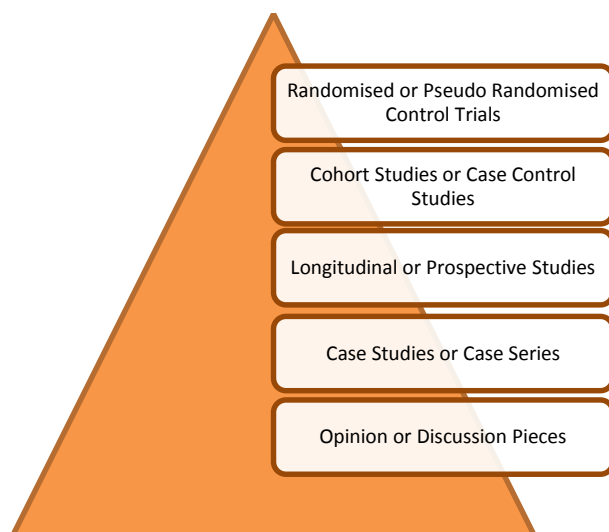 Randomised or Pseudo Randomised
Control Trials
Cohort Studies or Case Control
Studies
Longitudinal or Prospective Studies
Case Studies or Case Series
Opinion or Discussion Pieces